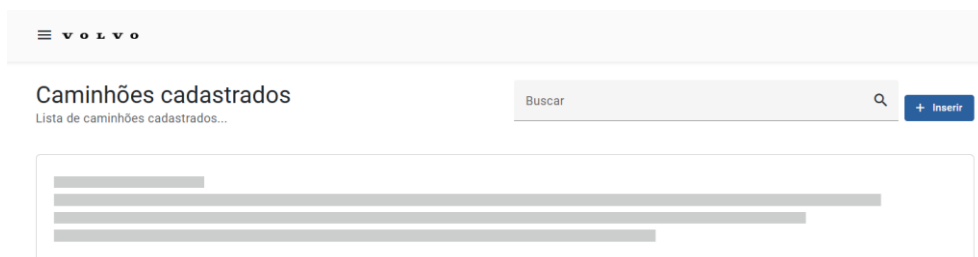 VOLVO
Caminhões cadastrados
Lista de caminhões cadastrados...
Buscar
+ Inserir